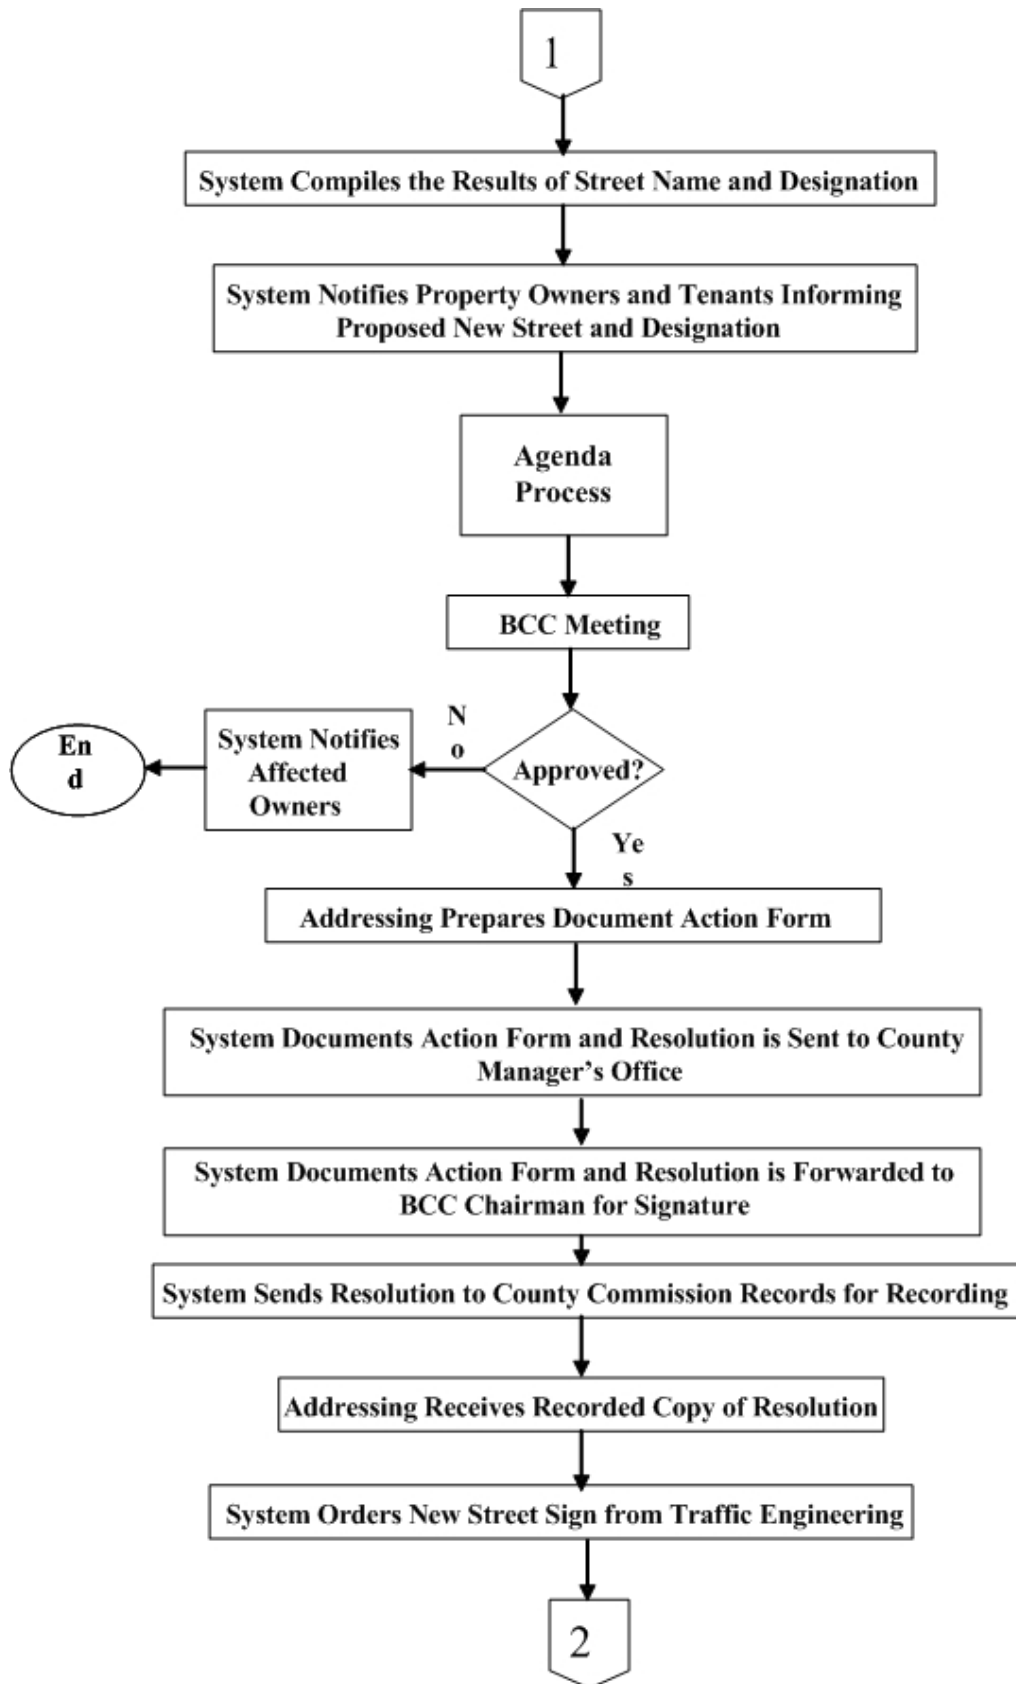 1
System Compiles the Results of Street Name and Designation
System Notifies Property Owners and Tenants Informing
Proposed New Street and Designation
Agenda
Process
BCC Meeting
Approved?
N
o
System Notifies
Affected
Owners
En
d
Ye
s
Addressing Prepares Document Action Form
System Documents Action Form and Resolution is Sent to County
Manager’s Office
System Documents Action Form and Resolution is Forwarded to
BCC Chairman for Signature
System Sends Resolution to County Commission Records for Recording
Addressing Receives Recorded Copy of Resolution
System Orders New Street Sign from Traffic Engineering
2